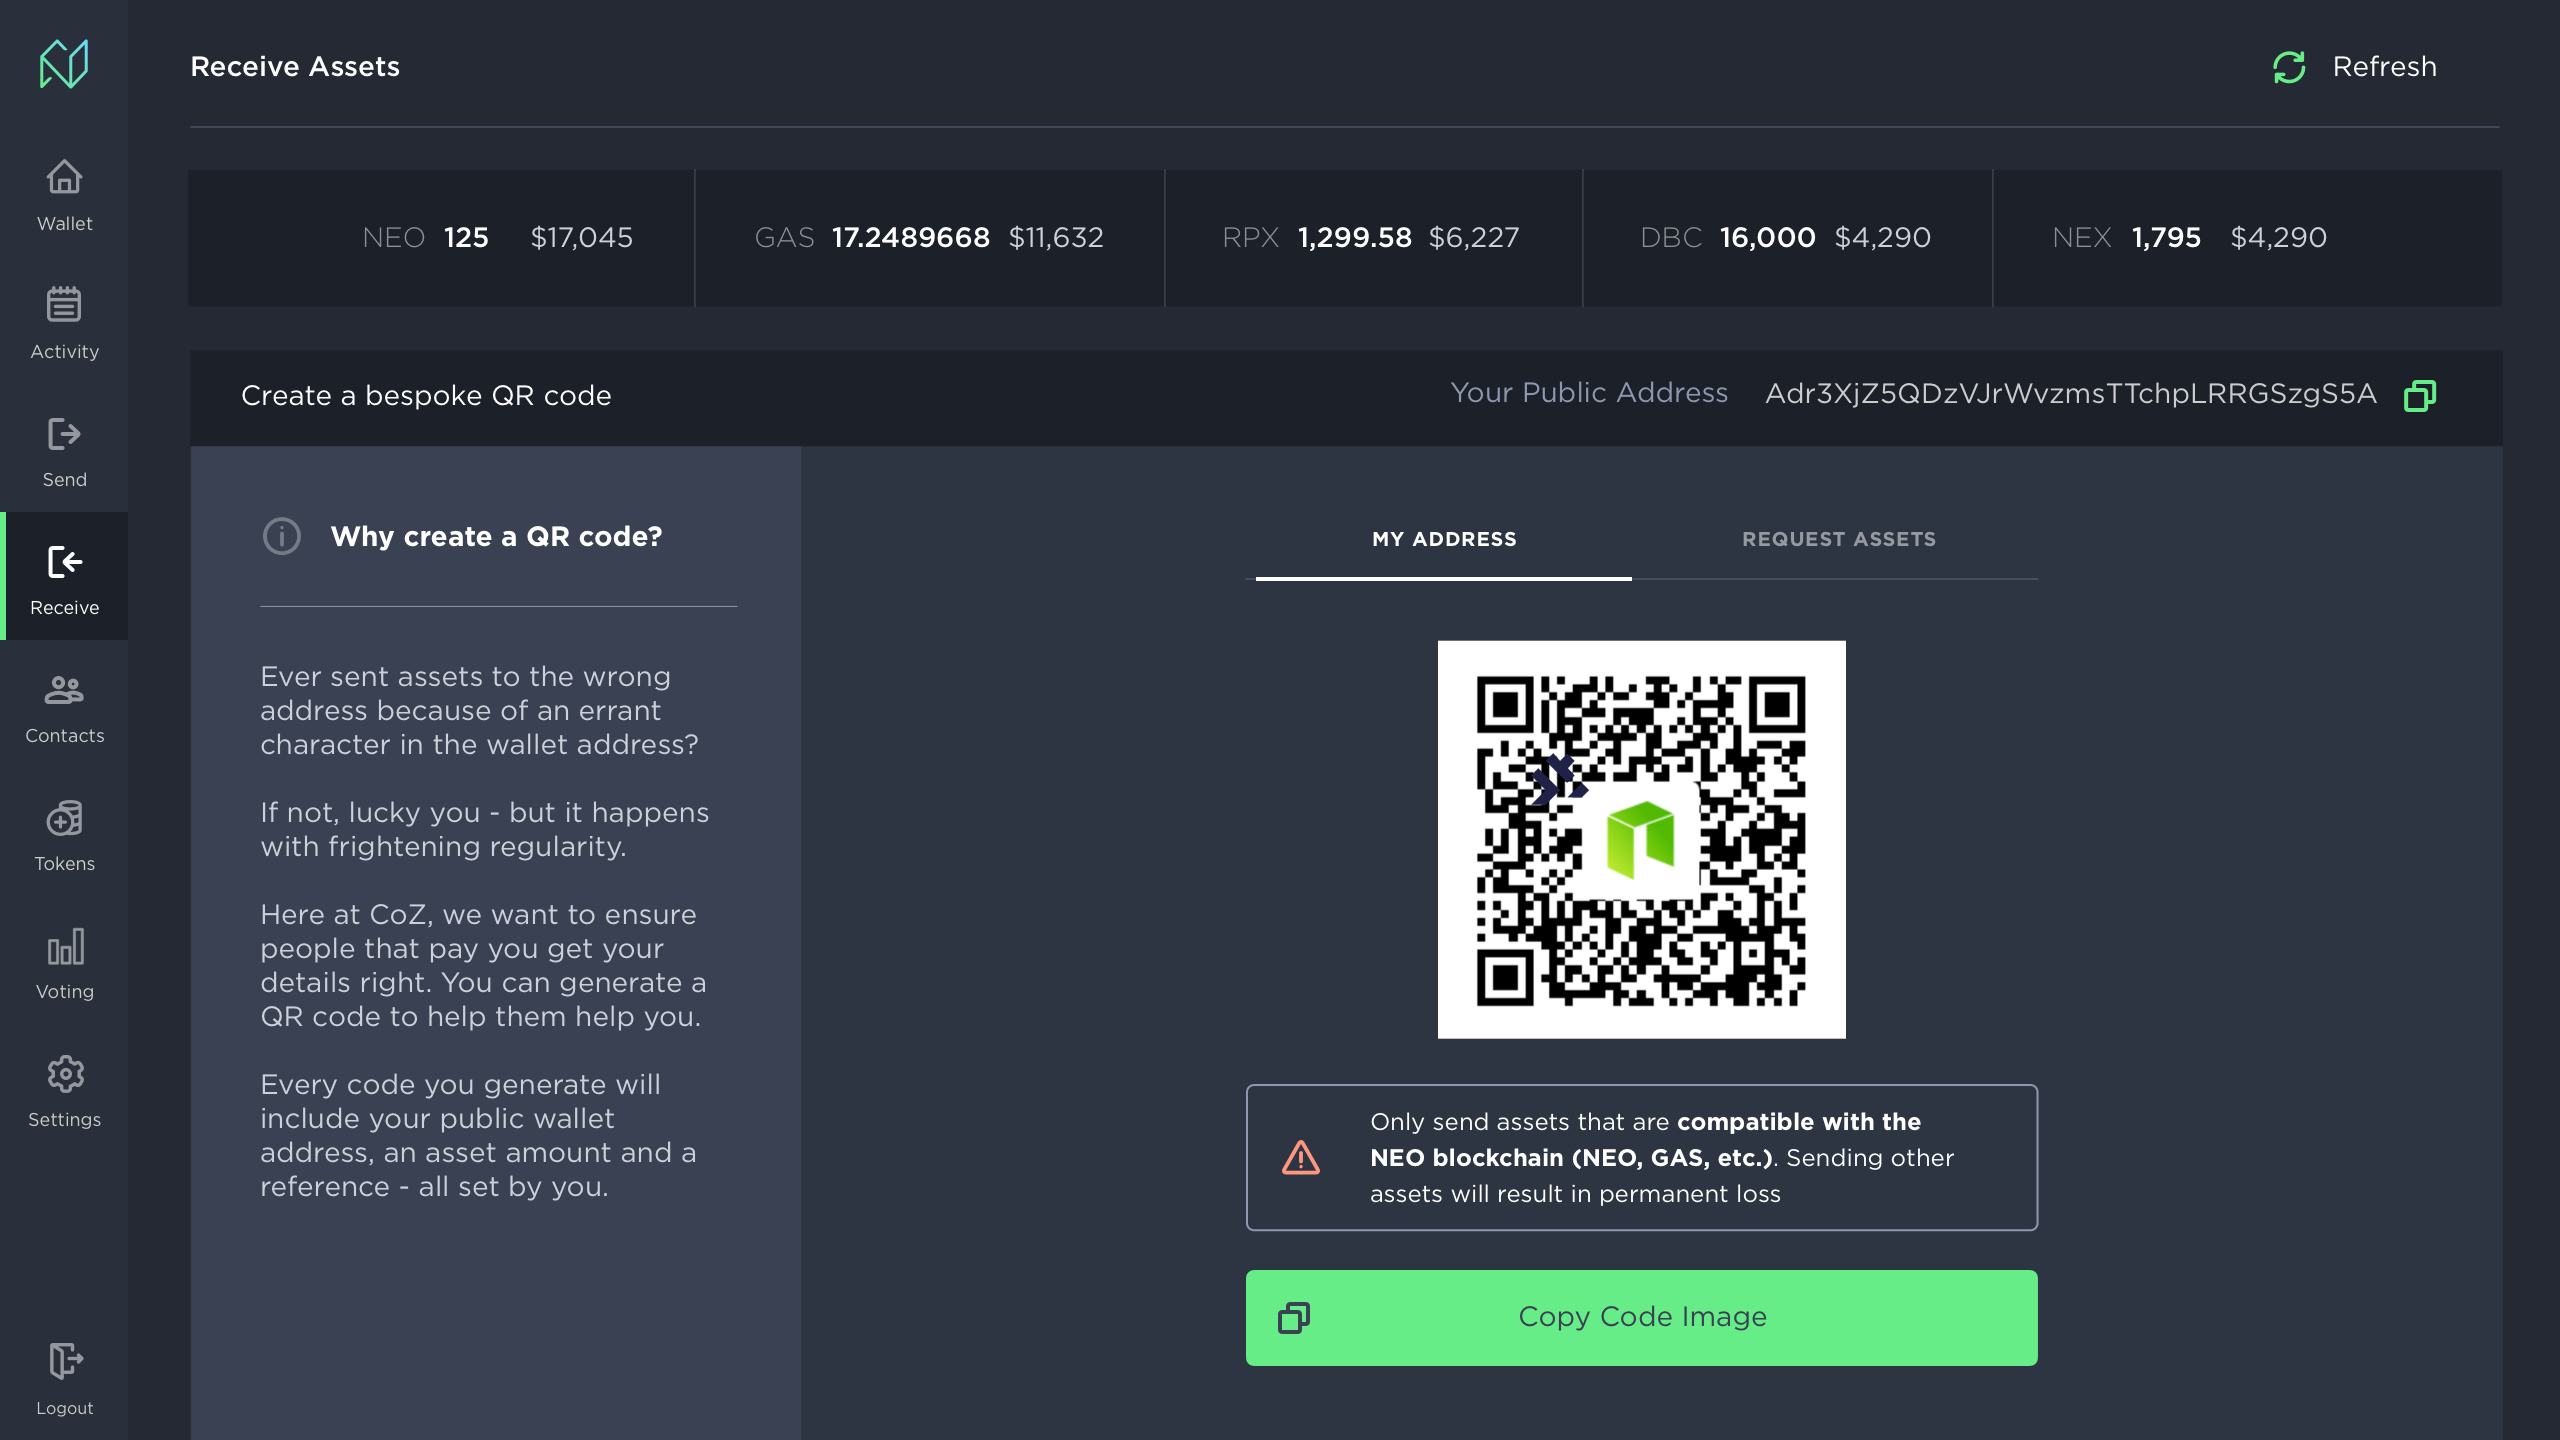 Receive Assets
Refresh
Wallet
Activity
Send
Receive
Contacts
Tokens
Voting
Settings
Logout
NEO 125 $17,045
GAS 17.2489668 $11,632
RPX 1,299.58 $6,227
DBC 16,000 $4,290
NEX 1,795 $4,290
Create a bespoke QR code
Your Public Address Adr3XjZ5QDzVJrWvzmsTTchpLRRGSzgS5A
Why create a QR code?
Ever sent assets to the wrong
address because of an errant
character in the wallet address?
If not, lucky you - but it happens
with frightening regularity.
Here at CoZ, we want to ensure
people that pay you get your
details right. You can generate a
QR code to help them help you.
Every code you generate will
include your public wallet
address, an asset amount and a
reference - all set by you.
MY ADDRESS
REQUEST ASSETS
Only send assets that are compatible with the
NEO blockchain (NEO, GAS, etc.). Sending other
assets will result in permanent loss
Copy Code Image